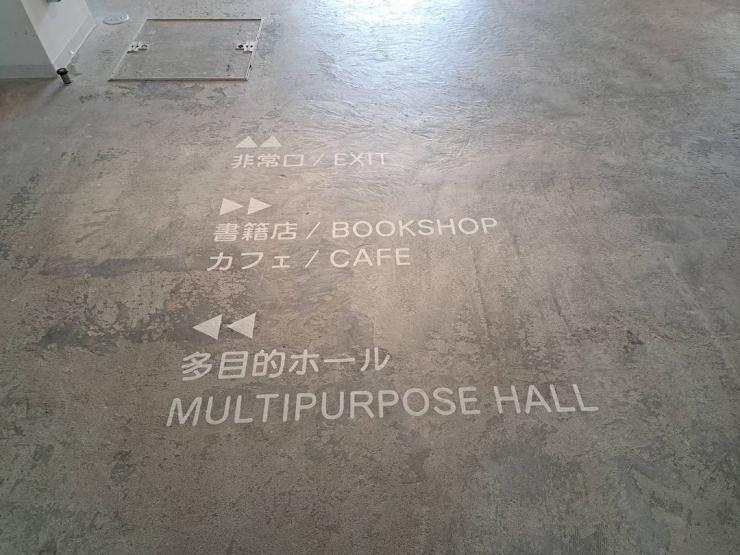 ▲▲
非常口 / EXIT
▶▶
書籍店 / BOOKSHOP
カフェ / CAFE
◀◀
多目的ホール
MULTIPURPOSE HALL